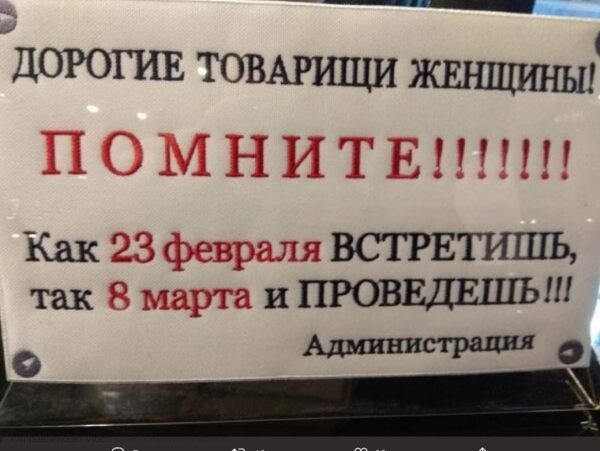 ДОРОГИЕ ТОВАРИЩИ ЖЕНЩИНЫ!
ПОМНИТЕ!!!!!!!
Как 23 февраля ВСТРЕТИШЬ,
так 8 марта и ПРОВЕДЕШЬ!!!
Администрация